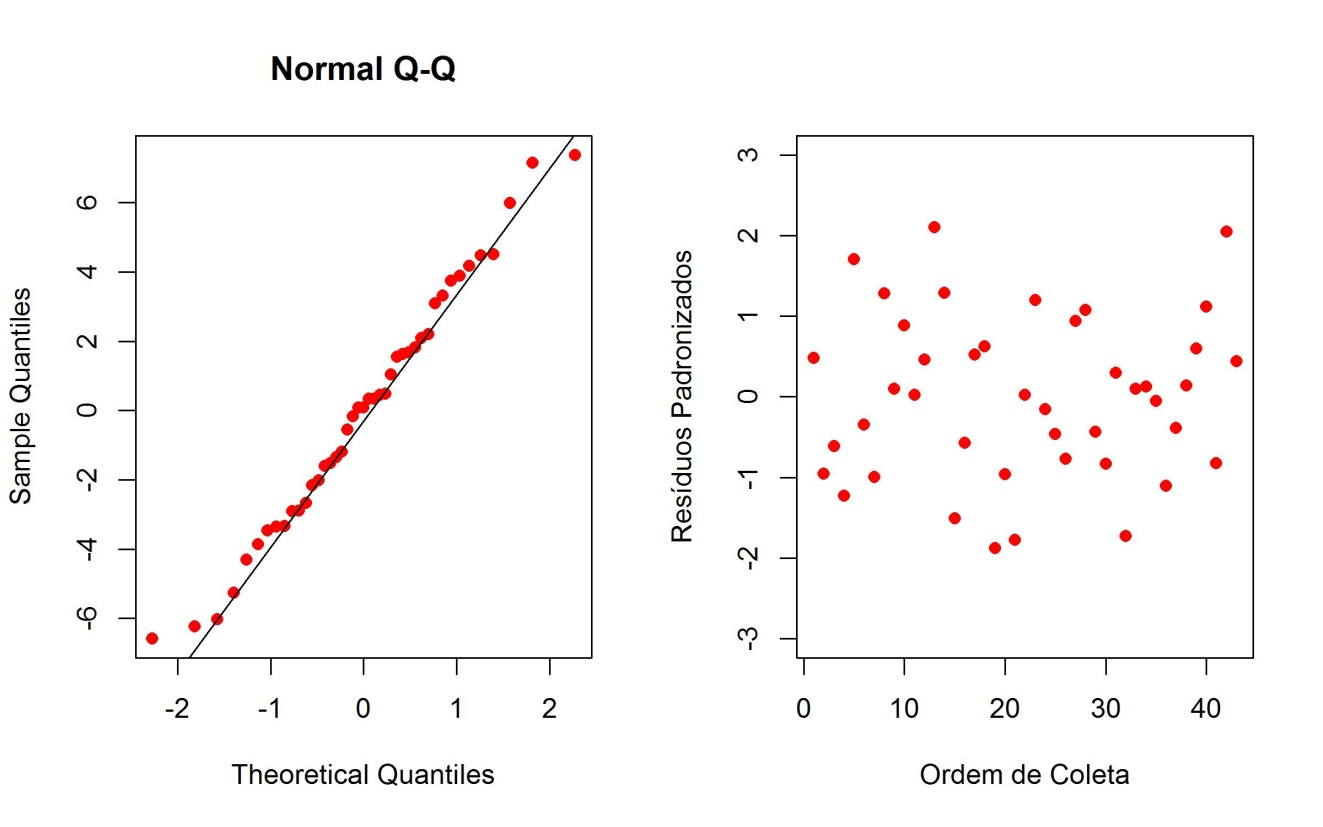 Normal Q-Q
Sample Quantiles
6
4
2
0
-2
-4
-6
-2 -1 0 1 2
Theoretical Quantiles
Resíduos Padronizados
3
2
1
0
-1
-2
-3
0 10 20 30 40
Ordem de Coleta